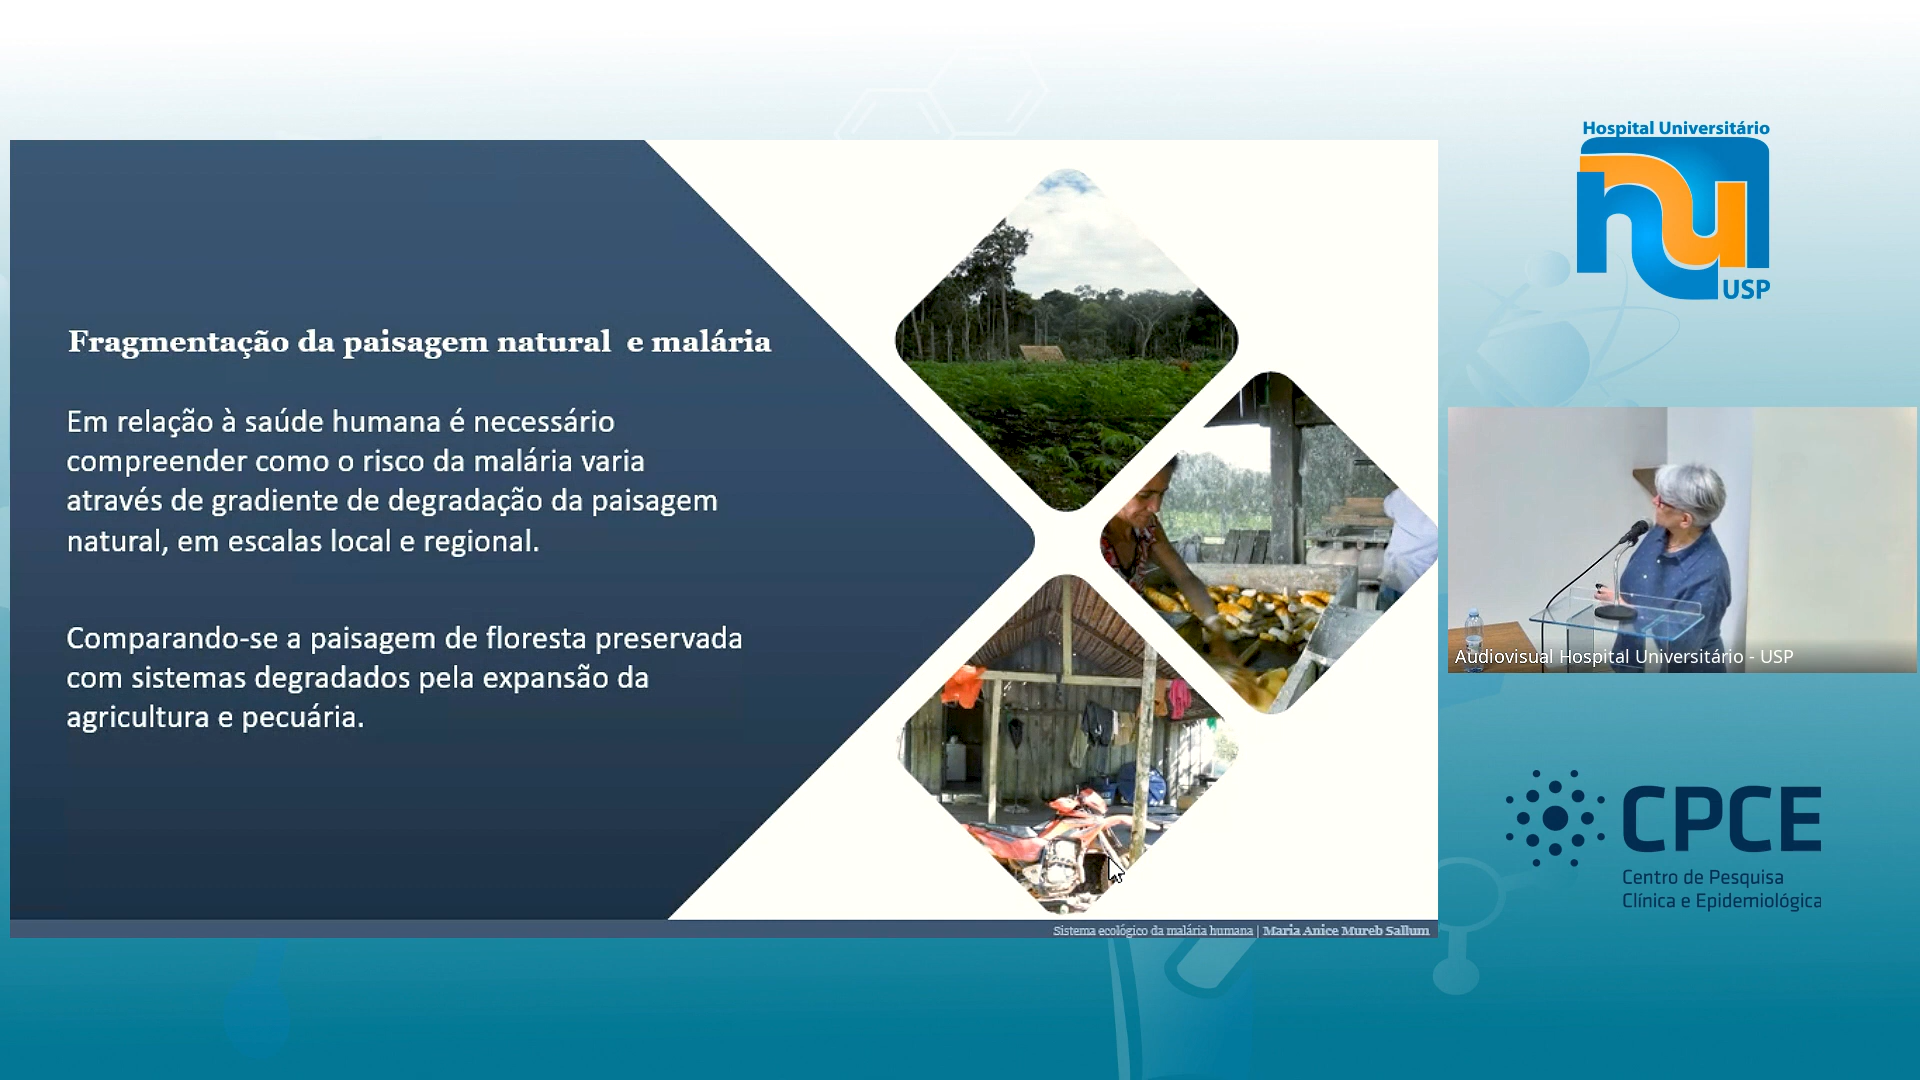 Fragmentação da paisagem natural e malária
Em relação à saúde humana é necessário
compreender como o risco da malária varia
através de gradiente de degradação da paisagem
natural, em escalas local e regional.
Comparando-se a paisagem de floresta preservada
com sistemas degradados pela expansão da
agricultura e pecuária.
Sistema ecológico da malária humana | Maria Anice Mureb Sallum
Hospital Universitário
hu
USP
Audiovisual Hospital Universitário - USP
CPCE
Centro de Pesquisa
Clínica e Epidemiológica